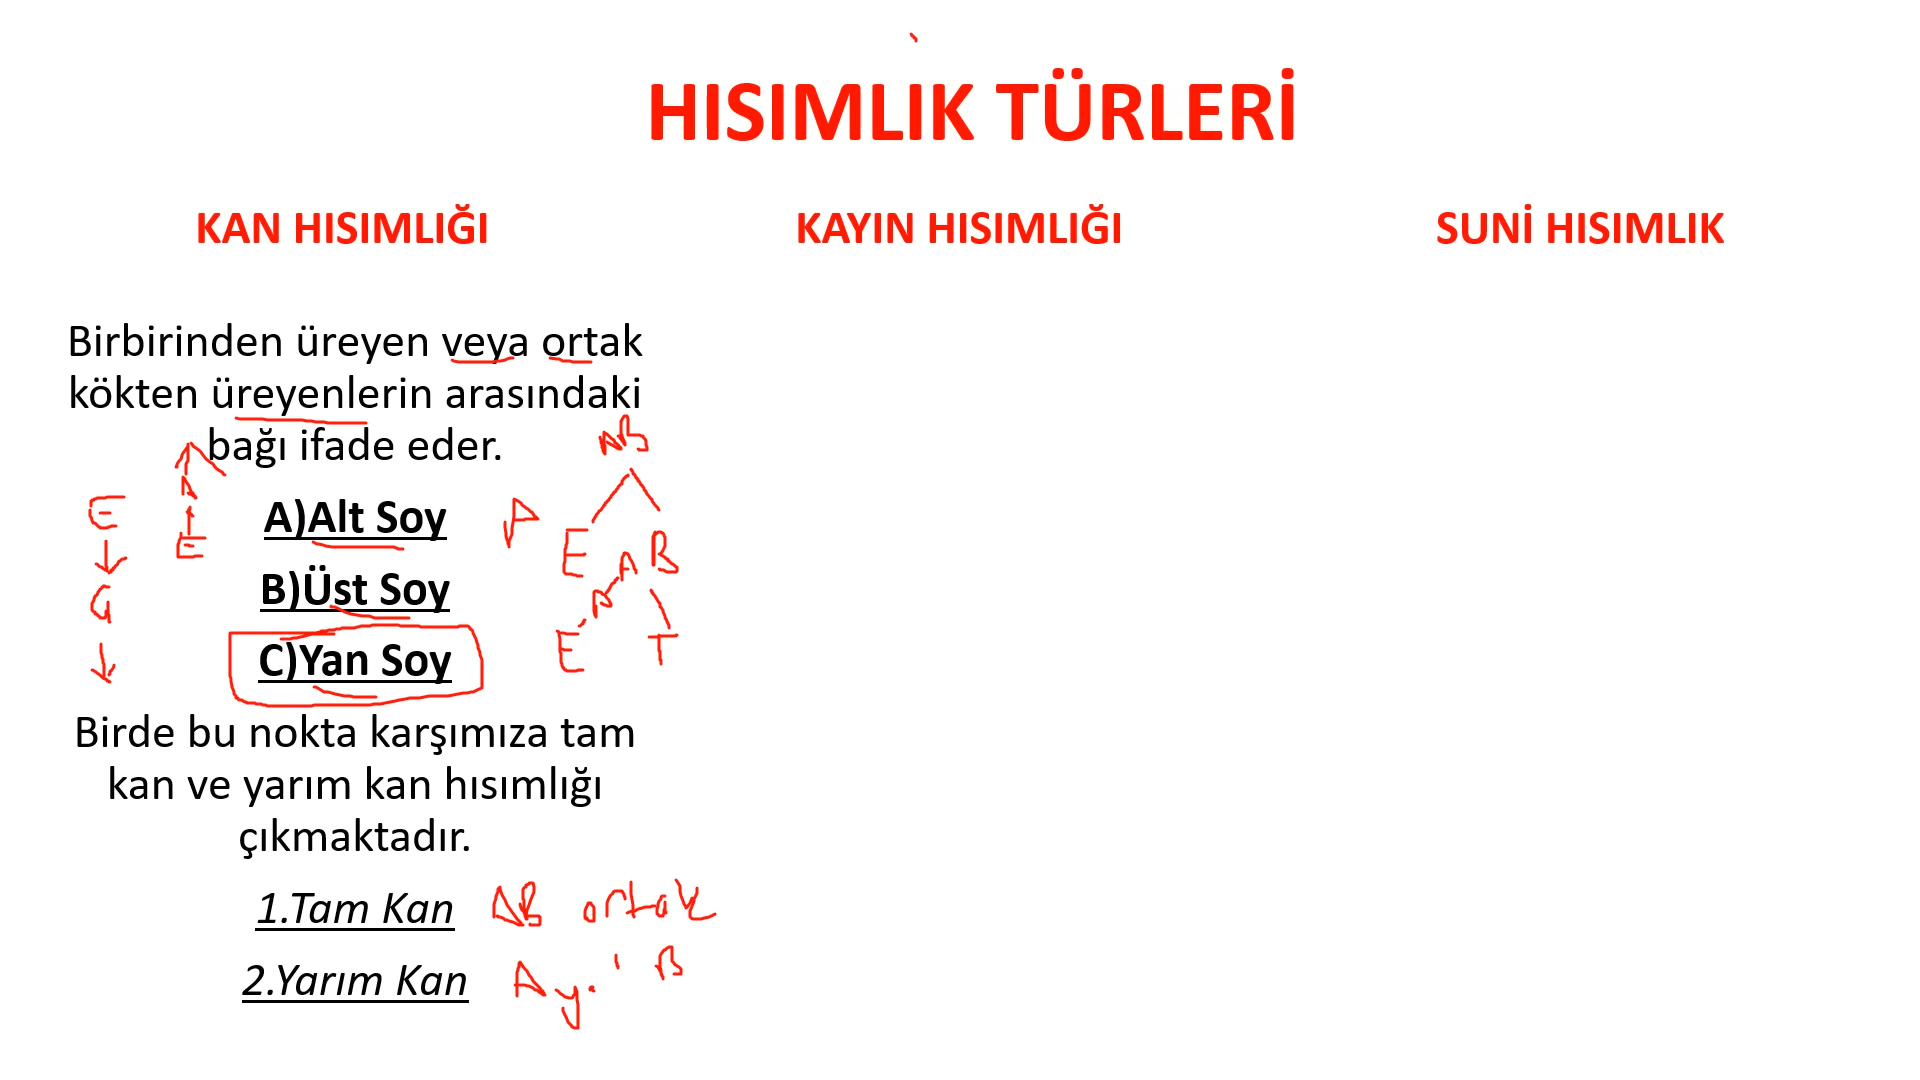 HISIMLIK TÜRLERİ
KAN HISIMLIĞI
KAYIN HISIMLIĞI
SUNİ HISIMLIK
Birbirinden üreyen veya ortak
kökten üreyenlerin arasındaki
bağı ifade eder.
AB
E
A)Alt Soy
E
E
B
A
B)Üst Soy
B
C)Yan Soy
E
T
Birde bu nokta karşımıza tam
kan ve yarım kan hısımlığı
çıkmaktadır.
1.Tam Kan AB ortak
2.Yarım Kan A B